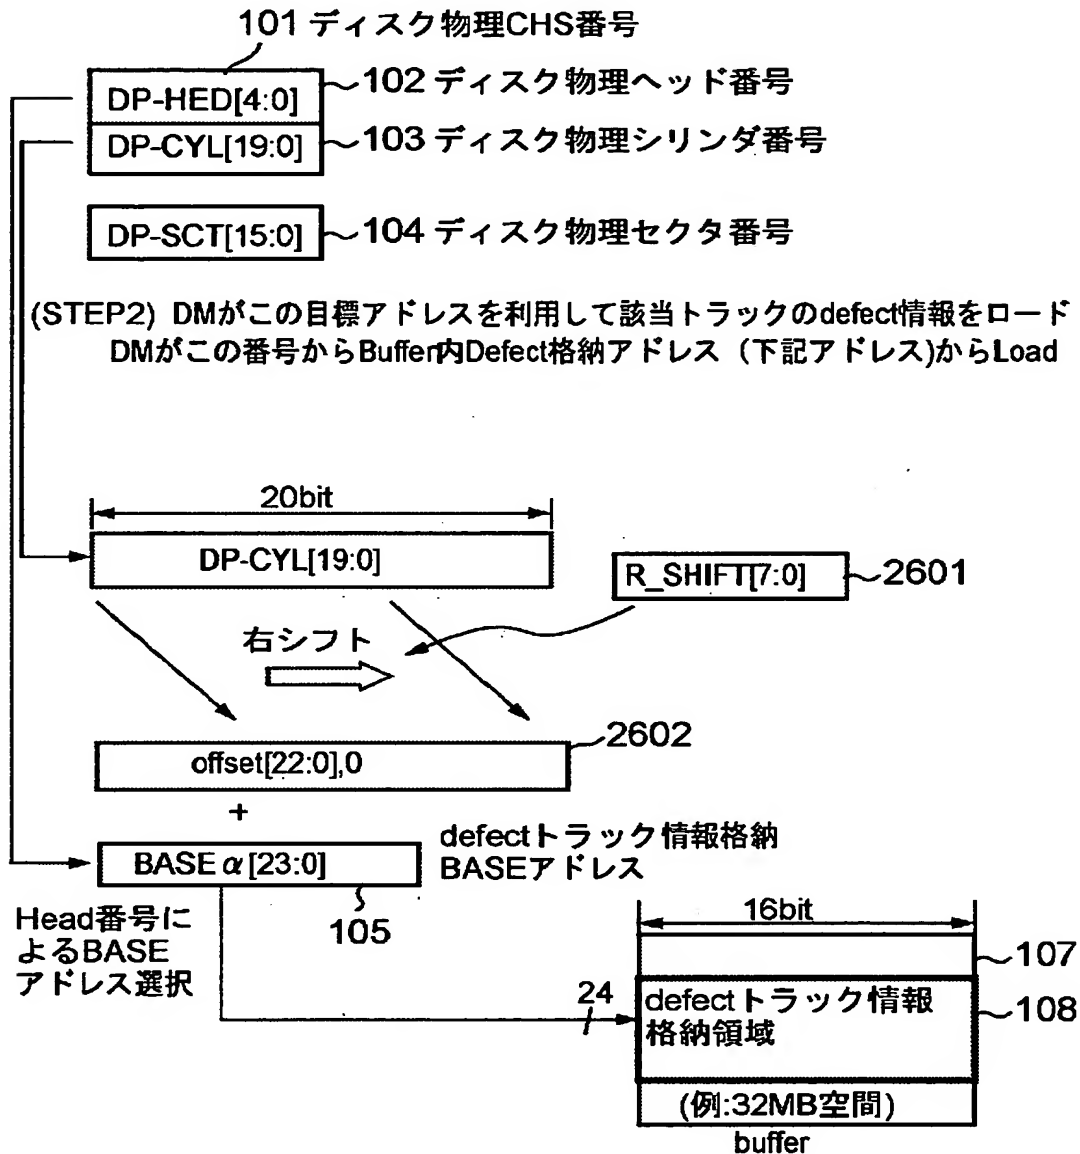 101 ディスク物理CHS番号
DP-HED[4:0] 102 ディスク物理ヘッド番号
DP-CYL[19:0] 103 ディスク物理シリンダ番号
DP-SCT[15:0] 104 ディスク物理セクタ番号
(STEP2) DMがこの目標アドレスを利用して該当トラックのdefect情報をロード
DMがこの番号からBuffer内Defect格納アドレス（下記アドレス)からLoad
20bit
DP-CYL[19:0]
R_SHIFT[7:0] 2601
右シフト
2602
offset[22:0],0
+
defectトラック情報格納
BASEアドレス
BASE α[23:0]
105
Head番号に
よるBASE
アドレス選択
16bit
107
24
defectトラック情報
格納領域
108
(例:32MB空間)
buffer